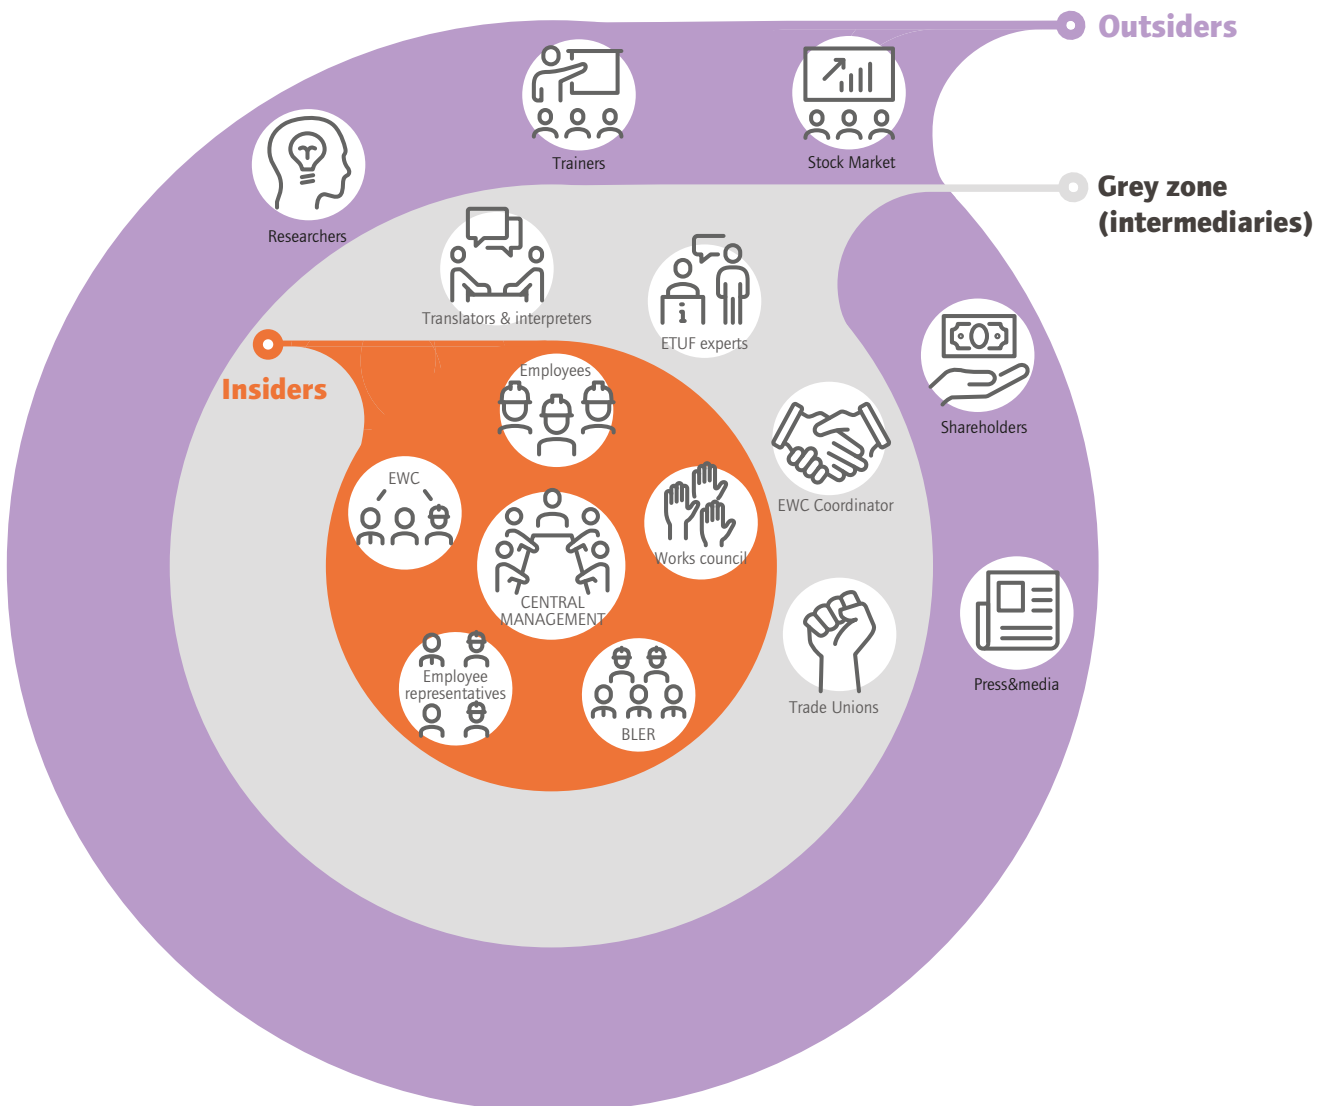 Outsiders
Trainers
Stock Market
Grey zone
(intermediaries)
Researchers
Translators & interpreters
ETUF experts
Insiders
Employees
Shareholders
EWC
EWC Coordinator
Works council
CENTRAL
MANAGEMENT
Employee
representatives
Press&media
Trade Unions
BLER
i